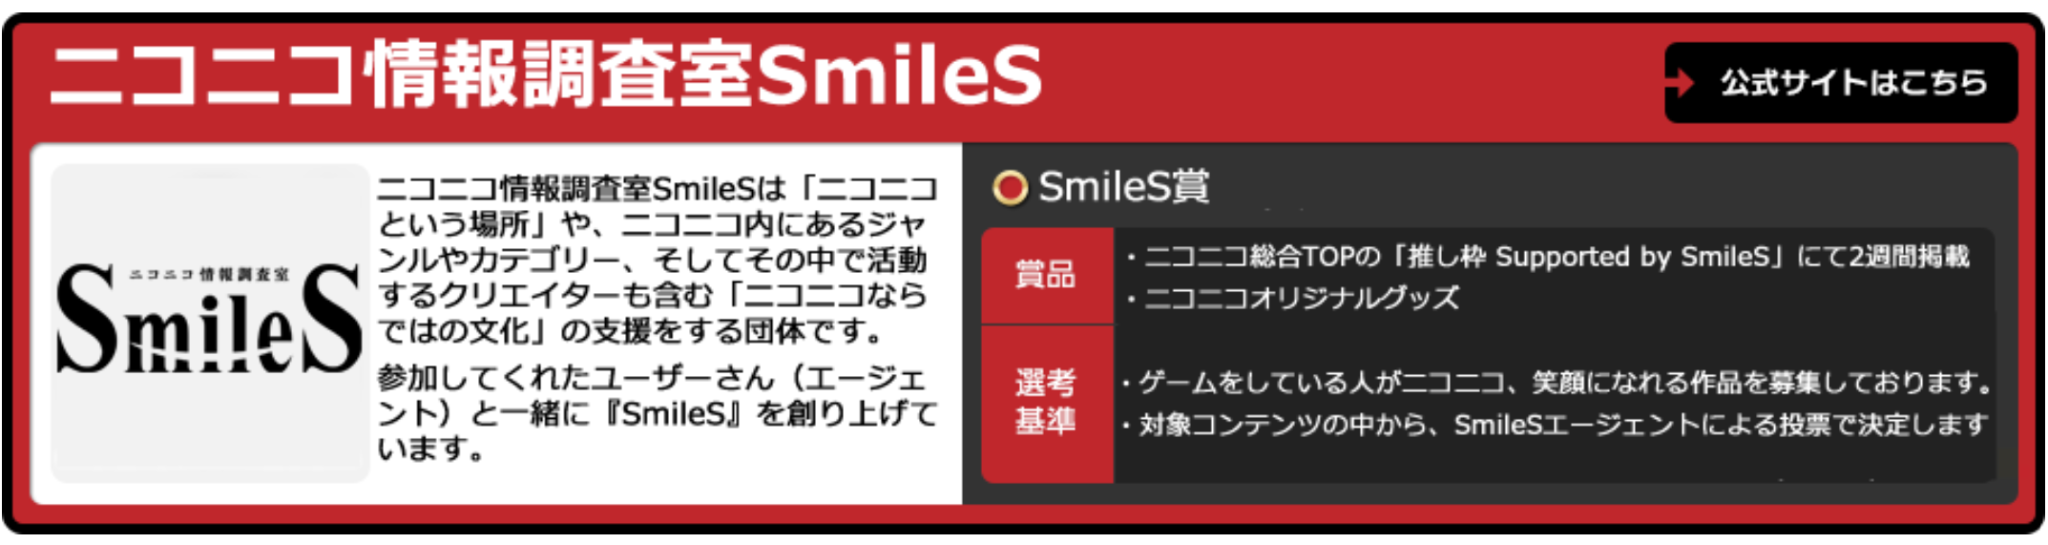 ニコニコ情報調査室SmileS
公式サイトはこちら
ニコニコ情報調査室
SmileS
ニコニコ情報調査室SmileSは「ニコニコ
という場所」や、ニコニコ内にあるジャ
ンルやカテゴリー、そしてその中で活動
するクリエイターも含む「ニコニコなら
ではの文化」の支援をする団体です。
参加してくれたユーザーさん（エージェ
ント）と一緒に『SmileS』を創り上げて
います。
SmileS賞
賞品
・ニコニコ総合TOPの「推し枠 Supported by SmileS」にて2週間掲載
・ニコニコオリジナルグッズ
選考
基準
・ゲームをしている人がニコニコ、笑顔になれる作品を募集しております。
・対象コンテンツの中から、SmileSエージェントによる投票で決定します